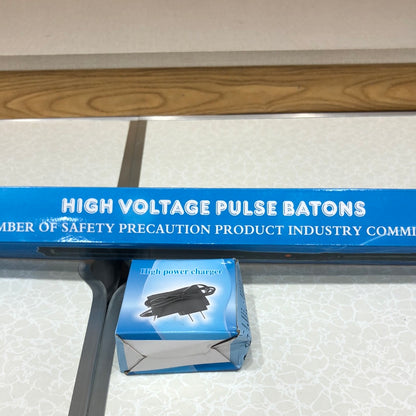 HIGH VOLTAGE PULSE BATONS
MBER OF SAFETY PRECAUTION PRODUCT INDUSTRY COMMI
High power charger